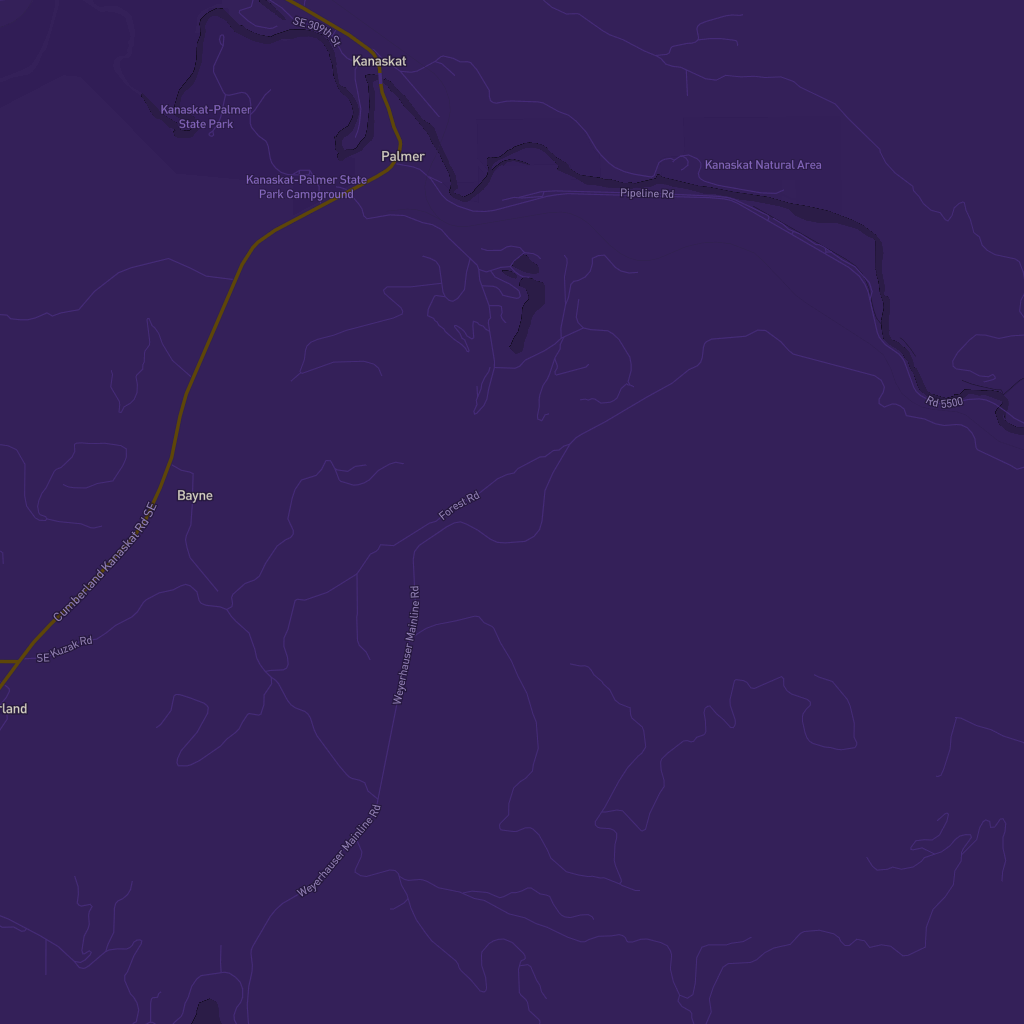 SE 309th St
Kanaskat
Kanaskat-Palmer
State Park
Palmer
Kanaskat Natural Area
Kanaskat-Palmer State
Park Campground
Pipeline Rd
Rd 5500
Bayne
Forest Rd
Cumberland Kanaskat Rd SE
Weyerhauser Mainline Rd
SE Kuzak Rd
rland
Weyerhauser Mainline Rd